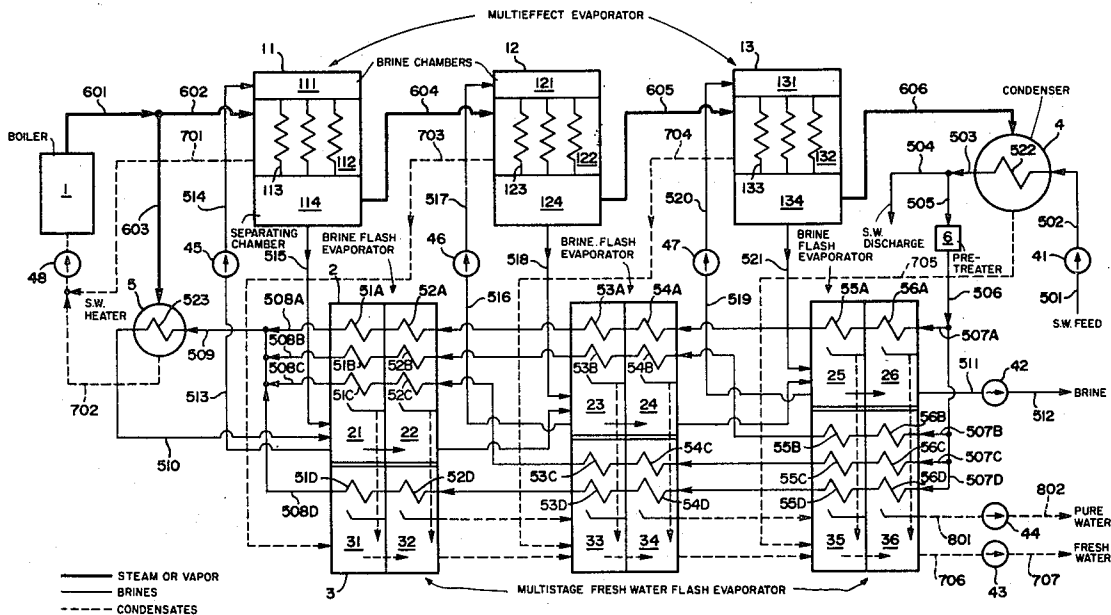 MULTIEFFECT EVAPORATOR
11
12
13
BRINE CHAMBERS
111
121
131
CONDENSER
601
602
604
605
606
BOILER
701
703
704
503
522
4
504
1
112
122
132
113
123
133
505
502
514
517
520
603
114
124
134
S.W. DISCHARGE
6
PRE-TREATER
41
SEPARATING CHAMBER
BRINE FLASH EVAPORATOR
BRINE FLASH EVAPORATOR
BRINE FLASH EVAPORATOR
48
45
515
46
518
47
521
705
506
501
5
S.W. HEATER
523
2
51A
52A
516
53A
54A
519
55A
56A
S.W. FEED
508A
507A
509
508B
51B
52B
53B
54B
508C
51C
52C
25
26
511
42
702
513
21
22
23
24
BRINE
512
56B
507B
510
55B
56C
507C
54C
53C
55C
56D
507D
51D
52D
53D
54D
55D
802
508D
PURE WATER
801
44
31
32
33
34
35
36
FRESH WATER
706
43
707
STEAM OR VAPOR
BRINES
CONDENSATES
3
MULTISTAGE FRESH WATER FLASH EVAPORATOR